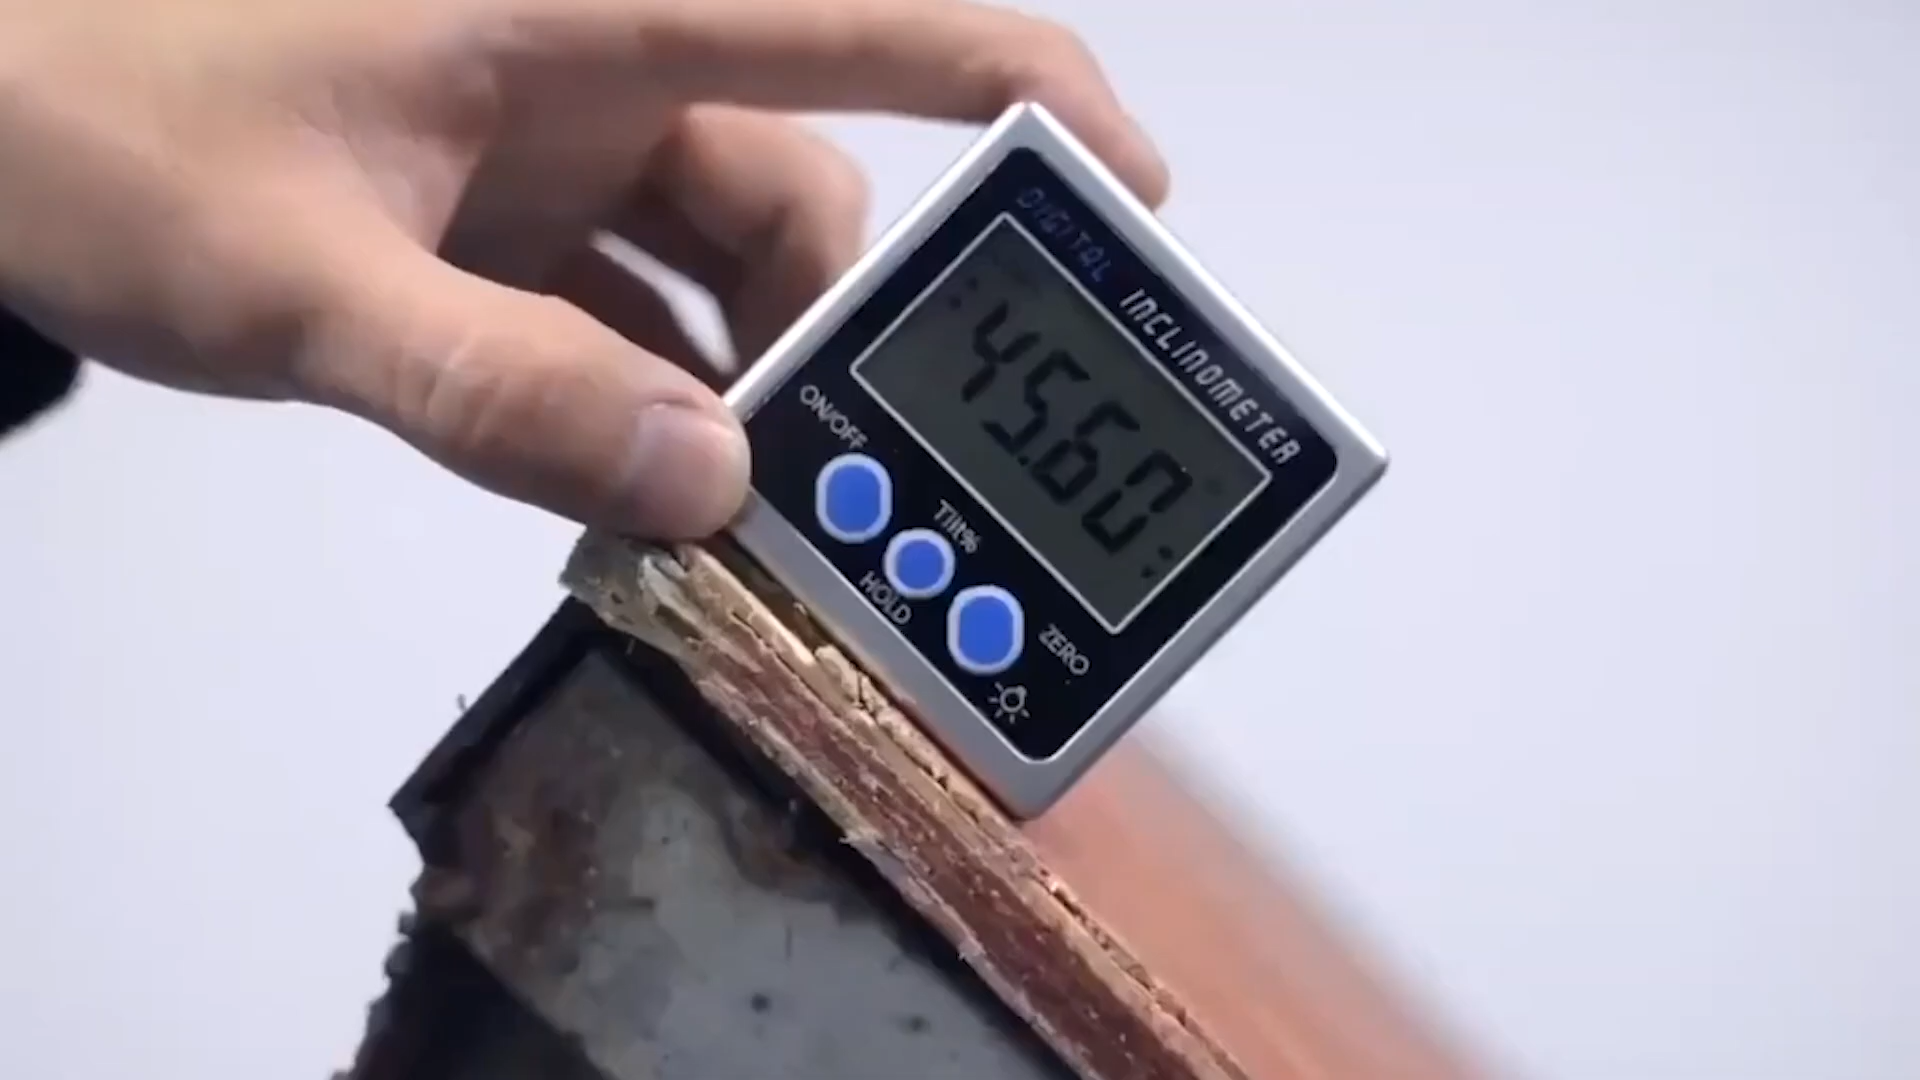 DIGITAL INCLINOMETER
45.60
ON/OFF
Tilt%
HOLD
ZERO